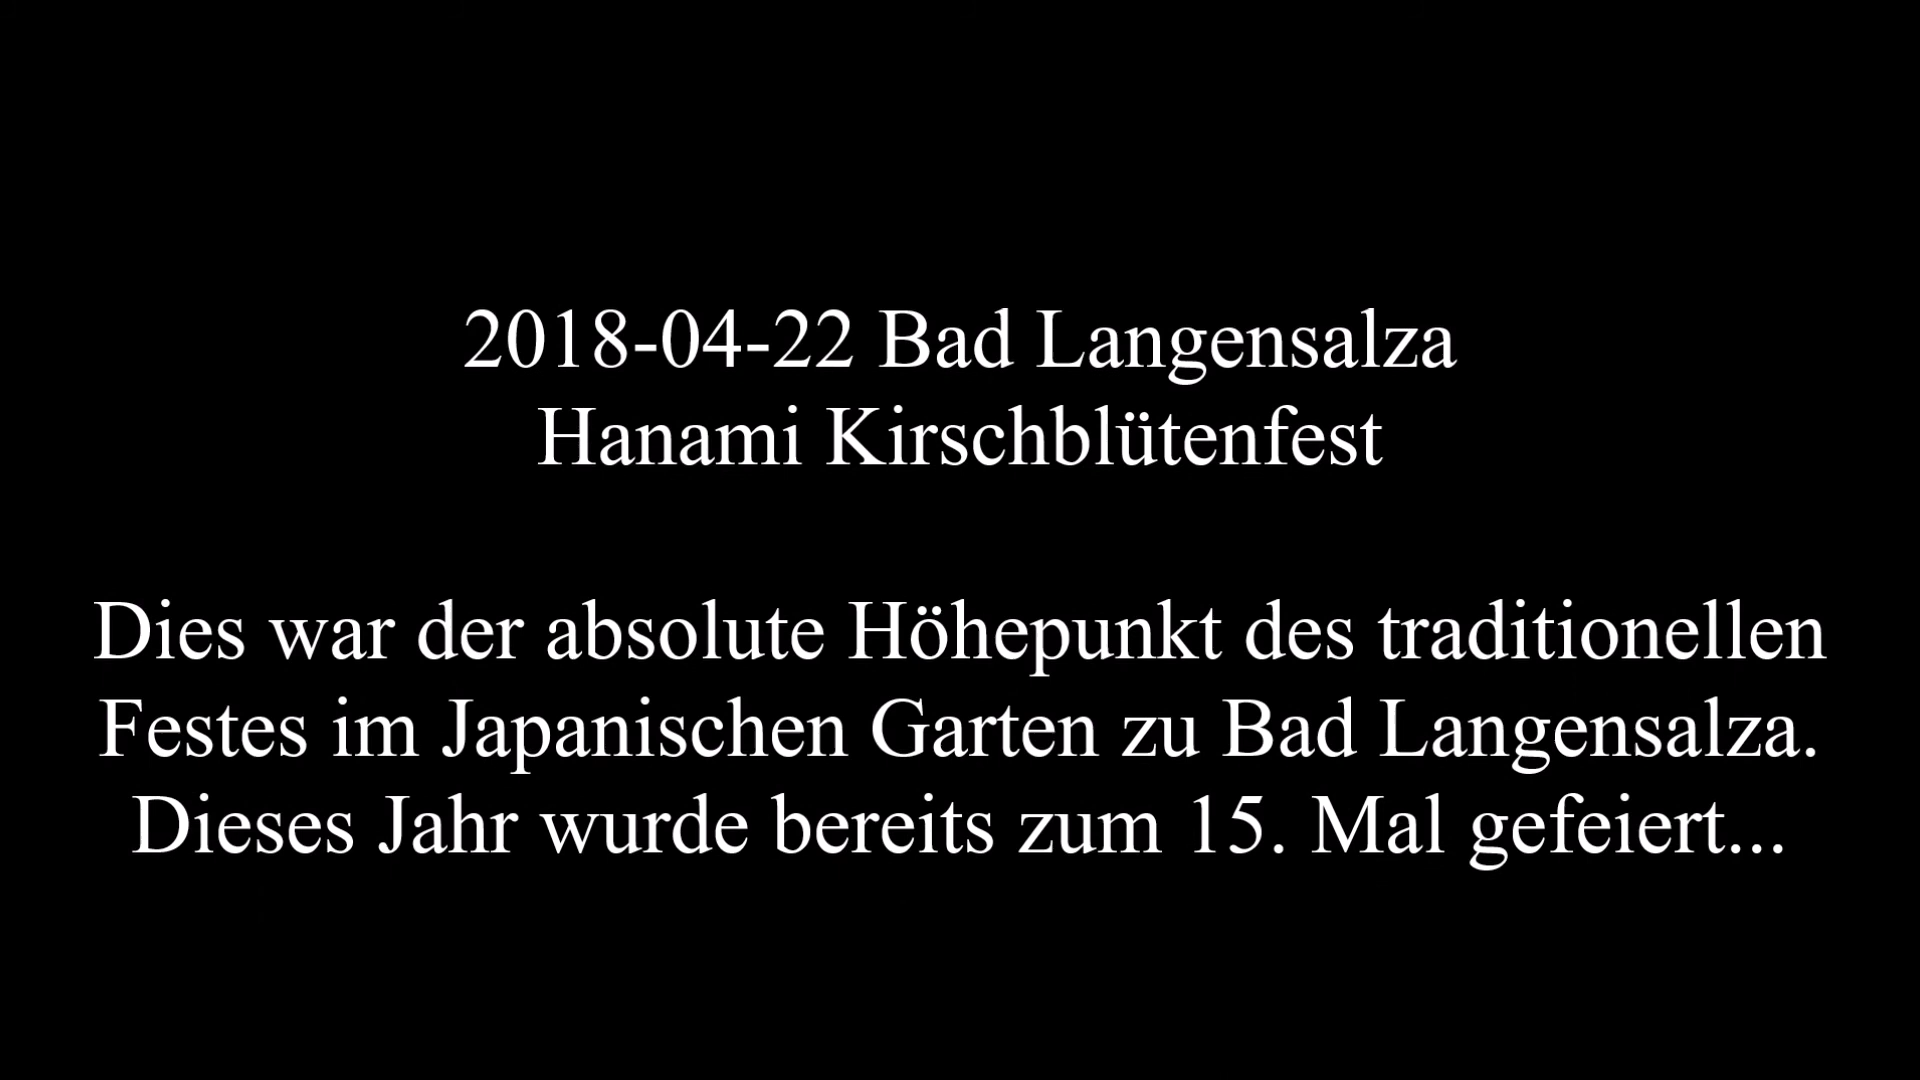 2018-04-22 Bad Langensalza
Hanami Kirschblütenfest
Dies war der absolute Höhepunkt des traditionellen
Festes im Japanischen Garten zu Bad Langensalza.
Dieses Jahr wurde bereits zum 15. Mal gefeiert...